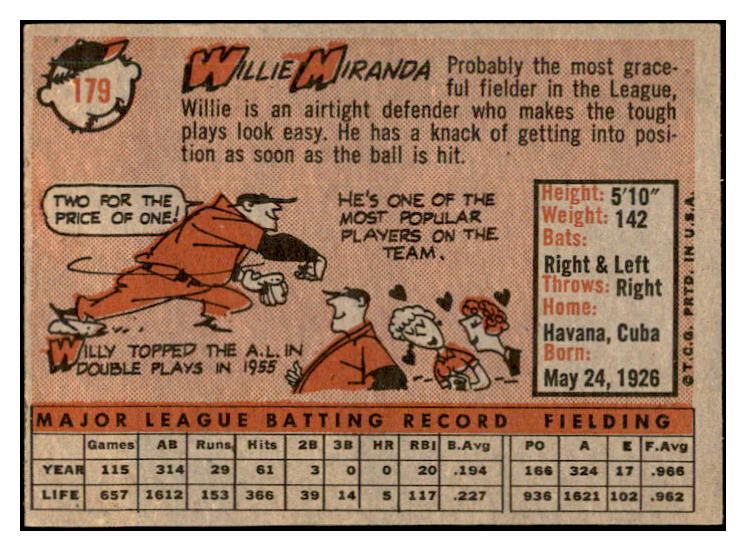 179
WILLIE MIRANDA
Probably the most grace-
ful fielder in the League,
Willie is an airtight defender who makes the tough
plays look easy. He has a knack of getting into posi-
tion as soon as the ball is hit.
TWO FOR THE
PRICE OF ONE!
HE'S ONE OF THE
MOST POPULAR
PLAYERS ON THE
TEAM.
WILLY TOPPED THE A.L. IN
DOUBLE PLAYS IN 1955
Height: 5'10"
Weight: 142
Bats:
Right & Left
Throws: Right
Home:
Havana, Cuba
Born:
May 24, 1926
© T.C.G. PRTD. IN U.S.A.
MAJOR LEAGUE BATTING RECORD FIELDING
Games AB Runs Hits 2B 3B HR RBI B.Avg PO A E F.Avg
YEAR 115 314 29 61 3 0 0 20 .194 166 324 17 .966
LIFE 657 1612 153 366 39 14 5 117 .227 936 1621 102 .962